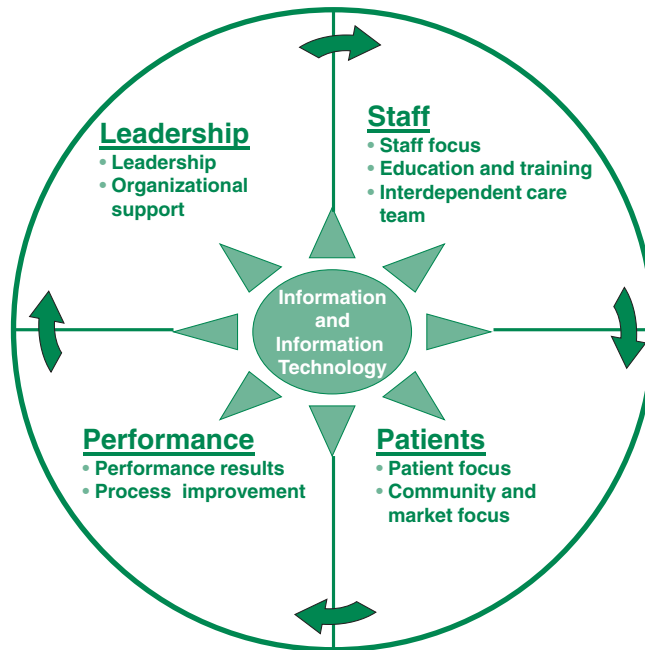 Leadership
• Leadership
• Organizational
support
Staff
• Staff focus
• Education and training
• Interdependent care
team
Information
and
Information
Technology
Performance
• Performance results
• Process improvement
Patients
• Patient focus
• Community and
market focus